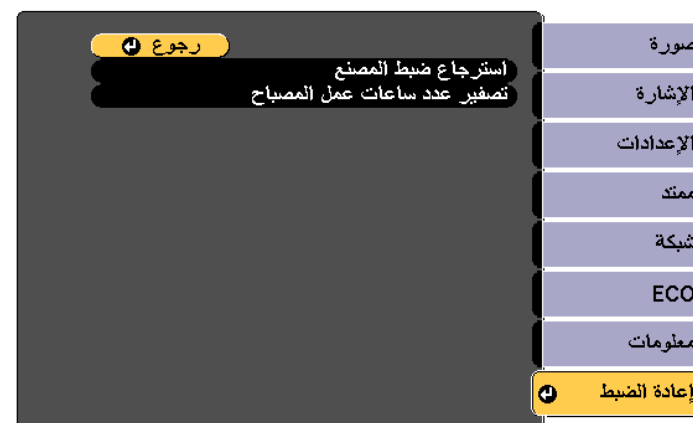 رجوع
استرجاع ضبط المصنع
تصفير عدد ساعات عمل المصباح
صورة
الإشارة
الإعدادات
ممتد
شبكة
ECO
معلومات
إعادة الضبط